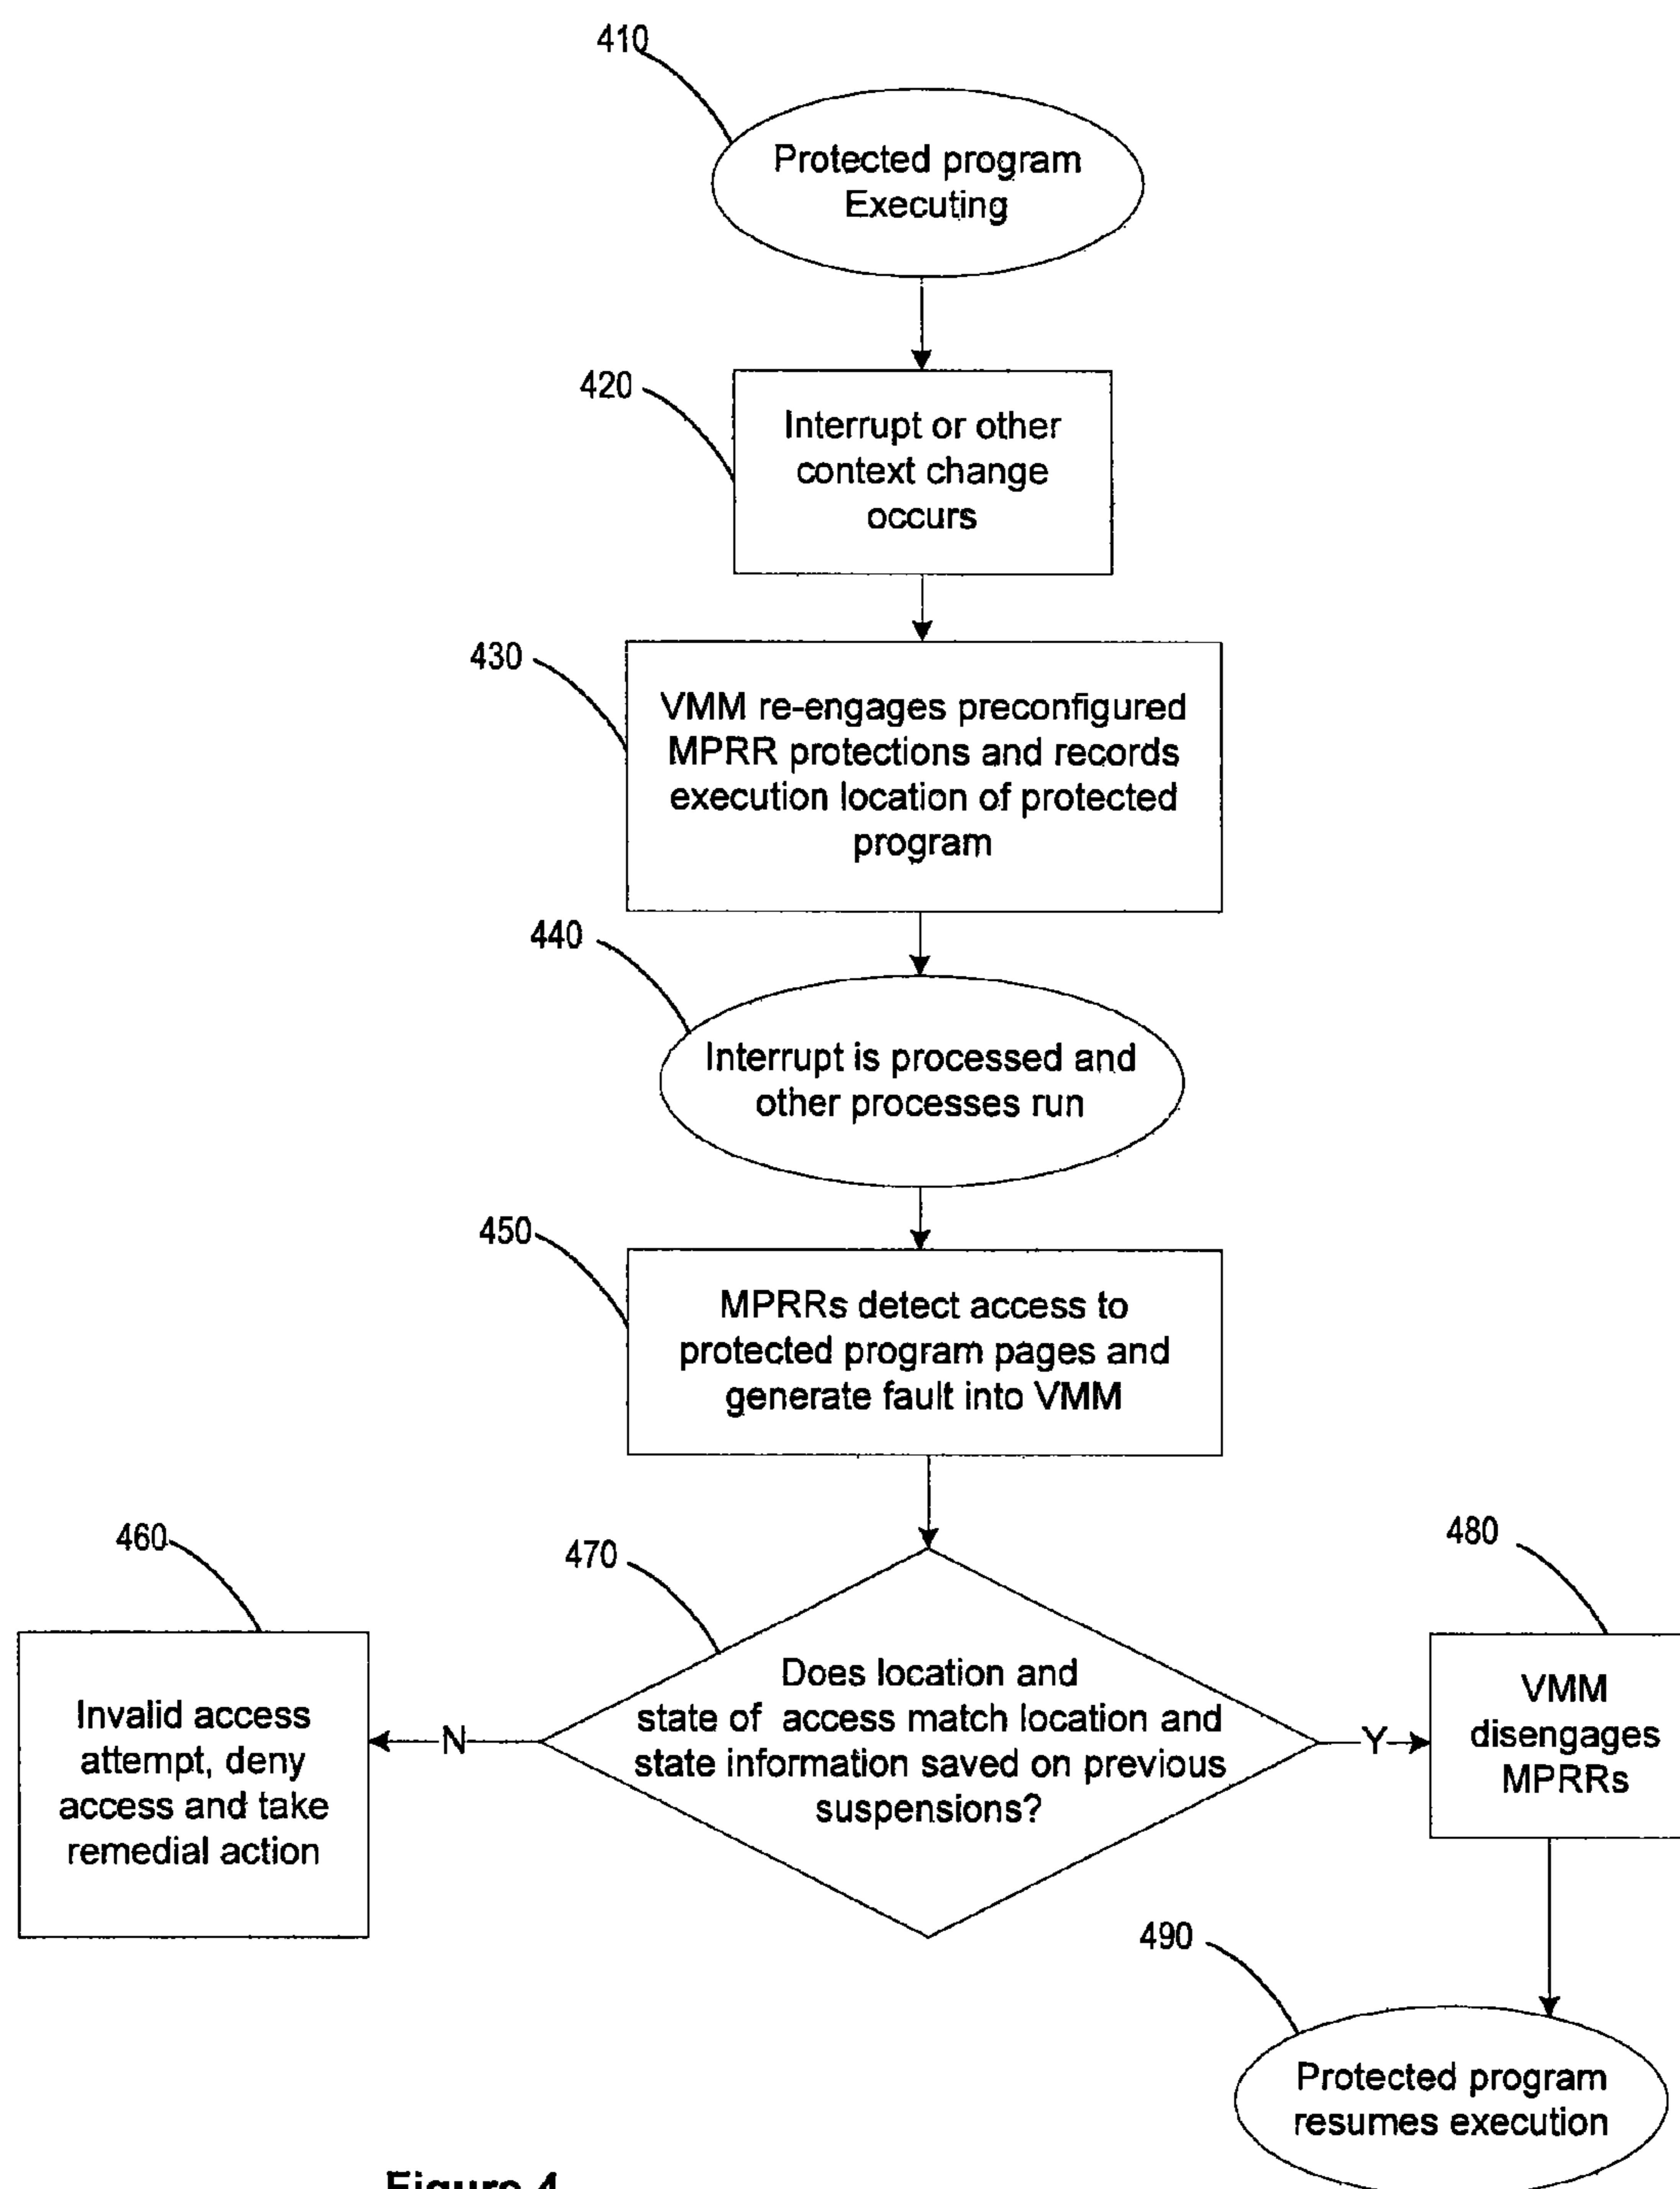 410
Protected program
Executing
420
Interrupt or other
context change
occurs
430
VMM re-engages preconfigured
MPRR protections and records
execution location of protected
program
440
Interrupt is processed and
other processes run
450
MPRRs detect access to
protected program pages and
generate fault into VMM
460
Invalid access
attempt, deny
access and take
remedial action
N
470
Does location and
state of access match location and
state information saved on previous
suspensions?
Y
480
VMM
disengages
MPRRs
490
Protected program
resumes execution
Figure 4